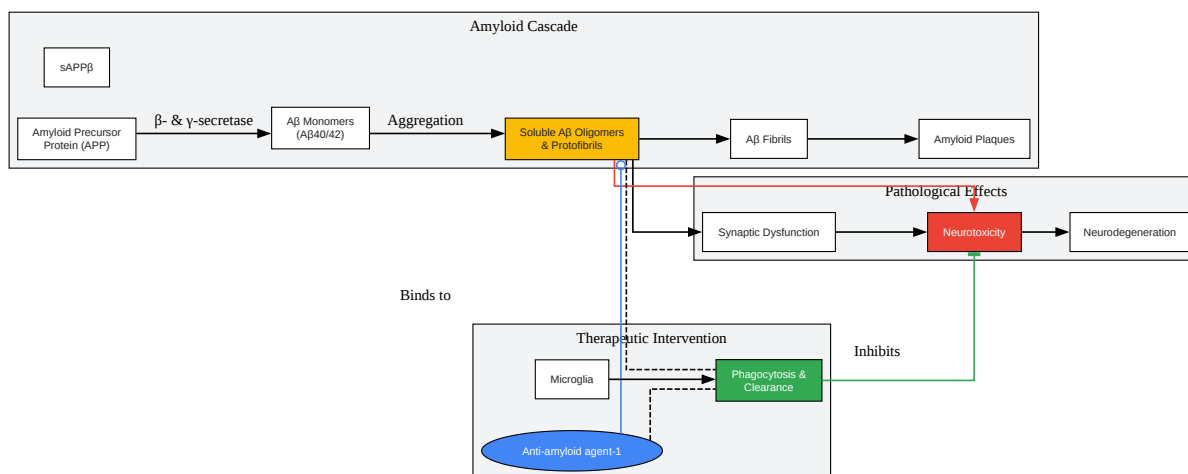 Amyloid Cascade
sAPPβ
Amyloid Precursor
Protein (APP)
β- & γ-secretase
Aβ Monomers
(Aβ40/42)
Aggregation
Soluble Aβ Oligomers
& Protofibrils
Aβ Fibrils
Amyloid Plaques
Pathological Effects
Synaptic Dysfunction
Neurotoxicity
Neurodegeneration
Binds to
Therapeutic Intervention
Inhibits
Microglia
Phagocytosis &
Clearance
Anti-amyloid agent-1